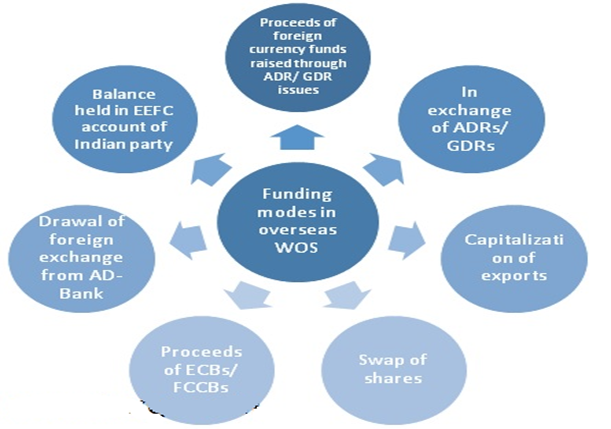 Proceeds of
foreign
currency funds
raised through
ADR/ GDR
issues
In
exchange
of ADRs/
GDRs
Capitalizati
on of
exports
Swap of
shares
Proceeds
of ECBs/
FCCBs
Drawal of
foreign
exchange
from AD-
Bank
Balance
held in EEFC
account of
Indian party
Funding
modes in
overseas
WOS